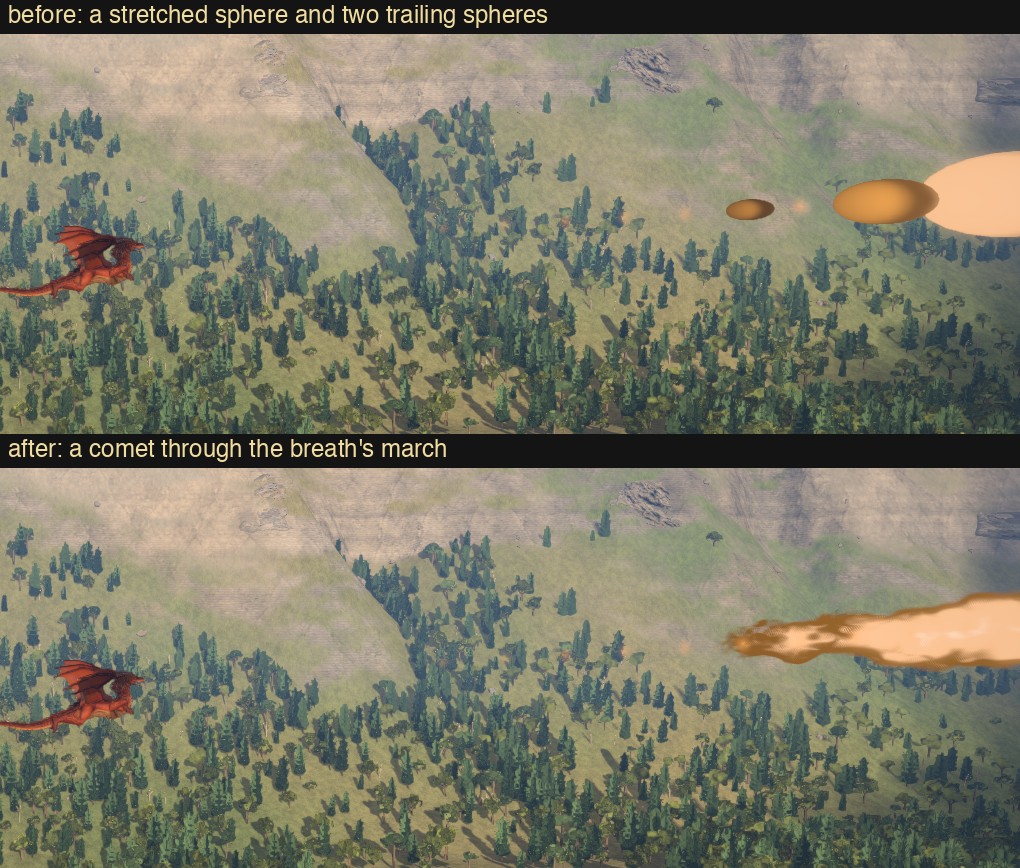 before: a stretched sphere and two trailing spheres
after: a comet through the breath's march